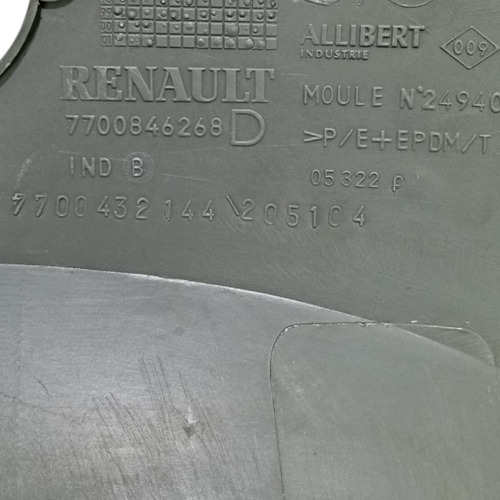 ALLIBERT
INDUSTRIE
009
RENAULT
MOULE N°24940
7700846268 D
>P/E+EPDM/T
IND B
05322
7700432144 \205104